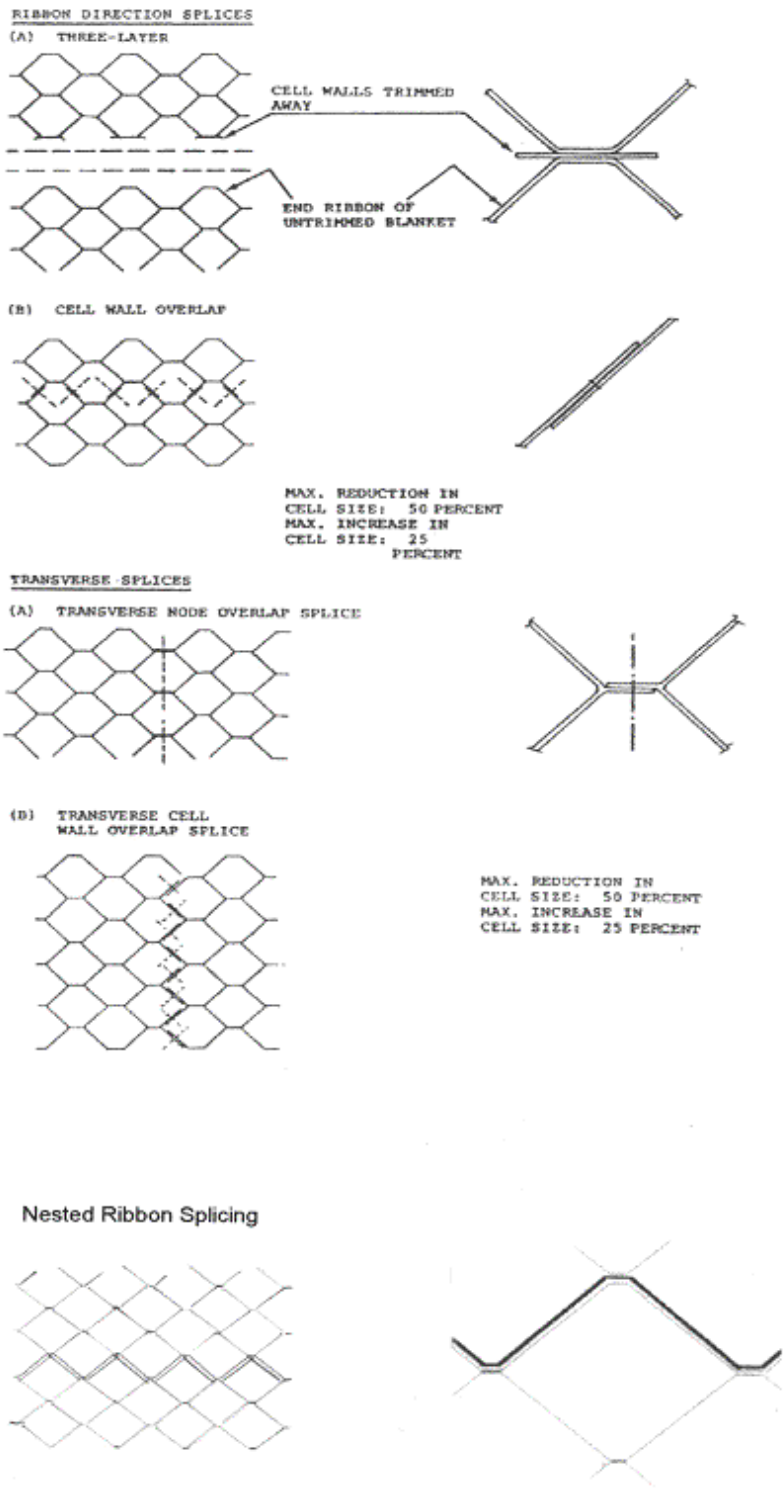 RIBBON DIRECTION SPLICES
(A) THREE-LAYER
CELL WALLS TRIMMED
AWAY
END RIBBON OF
UNTRIMMED BLANKET
(B) CELL WALL OVERLAP
MAX. REDUCTION IN
CELL SIZE: 50 PERCENT
MAX. INCREASE IN
CELL SIZE: 25
PERCENT
TRANSVERSE SPLICES
(A) TRANSVERSE NODE OVERLAP SPLICE
(B) TRANSVERSE CELL
WALL OVERLAP SPLICE
MAX. REDUCTION IN
CELL SIZE: 50 PERCENT
MAX. INCREASE IN
CELL SIZE: 25 PERCENT
Nested Ribbon Splicing